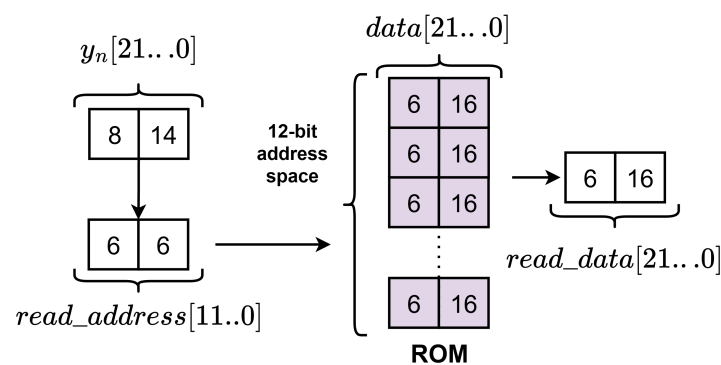 y_n[21...0]
8 14
6 6
read_address[11..0]
12-bit
address
space
data[21...0]
6 16
6 16
6 16
6 16
ROM
6 16
read_data[21...0]